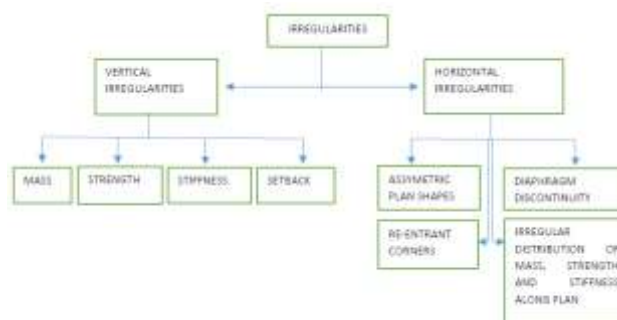 IRREGULARITIES
VERTICAL
IRREGULARITIES
HORIZONTAL
IRREGULARITIES
MASS
STRENGTH
STIFFNESS
SETBACK
ASSYMETRIC
PLAN SHAPES
DIAPHRAGM
DISCONTINUITY
RE-ENTRANT
CORNERS
IRREGULAR
DISTRIBUTION OF
MASS, STRENGTH
AND STIFFNESS
ALONG PLAN